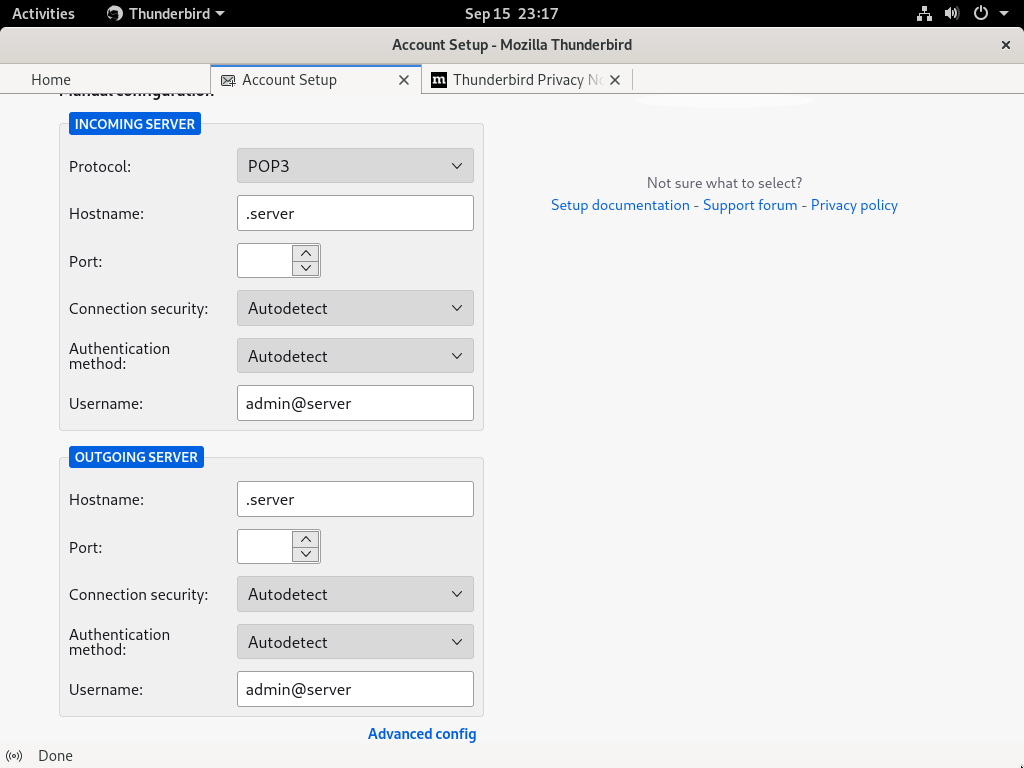 Activities
Thunderbird
Sep 15 23:17
Account Setup - Mozilla Thunderbird
Home
Account Setup
Thunderbird Privacy No
Manual configuration
INCOMING SERVER
Protocol:
POP3
Hostname:
.server
Port:
Connection security:
Autodetect
Authentication
method:
Autodetect
Username:
admin@server
OUTGOING SERVER
Hostname:
.server
Port:
Connection security:
Autodetect
Authentication
method:
Autodetect
Username:
admin@server
Advanced config
Not sure what to select?
Setup documentation - Support forum - Privacy policy
Done